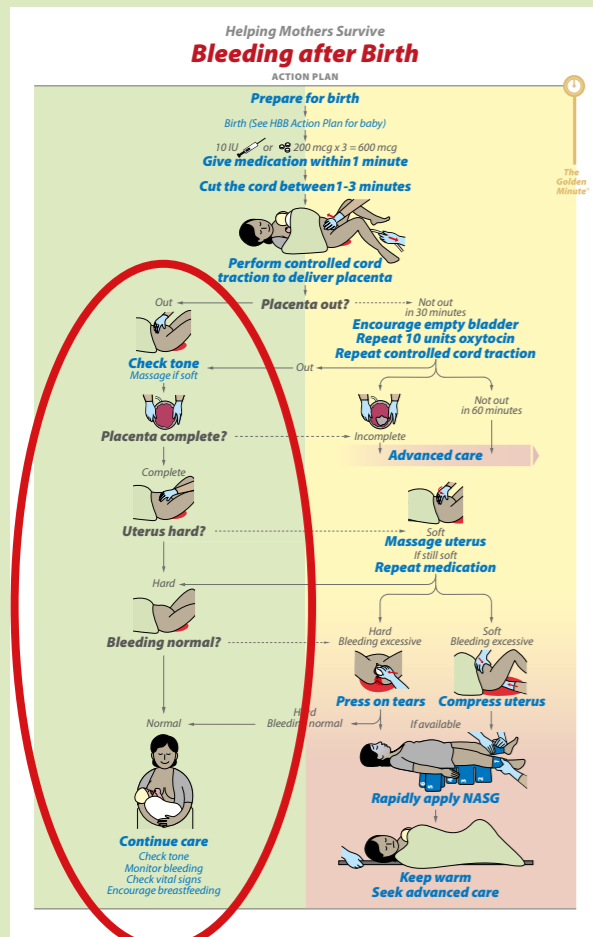 Helping Mothers Survive
Bleeding after Birth
ACTION PLAN
Prepare for birth
Birth (See HBB Action Plan for baby)
10 IU or 200 mcg x 3 = 600 mcg
Give medication within 1 minute
Cut the cord between 1-3 minutes
The
Golden
Minute®
Perform controlled cord
traction to deliver placenta
Out
Placenta out?
Not out
in 30 minutes
Encourage empty bladder
Repeat 10 units oxytocin
Repeat controlled cord traction
Check tone
Massage if soft
Out
Not out
in 60 minutes
Placenta complete?
Incomplete
Advanced care
Complete
Uterus hard?
Soft
Massage uterus
If still soft
Repeat medication
Hard
Bleeding normal?
Hard
Bleeding excessive
Soft
Bleeding excessive
Press on tears
Compress uterus
Normal
Hard
Bleeding normal
If available
Rapidly apply NASG
Continue care
Check tone
Monitor bleeding
Check vital signs
Encourage breastfeeding
Keep warm
Seek advanced care